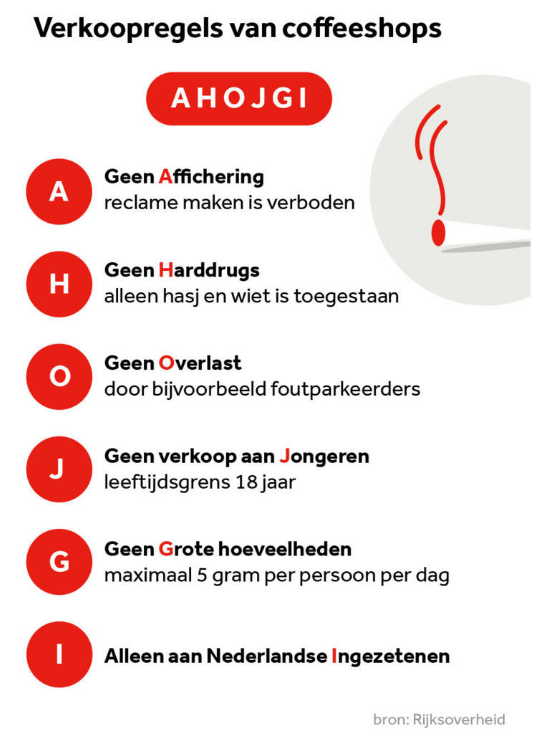 Verkoopregels van coffeeshops
AHOJGI
A
Geen Affichering
reclame maken is verboden
H
Geen Harddrugs
alleen hasj en wiet is toegestaan
O
Geen Overlast
door bijvoorbeeld foutparkeerders
J
Geen verkoop aan Jongeren
leeftijdsgrens 18 jaar
G
Geen Grote hoeveelheden
maximaal 5 gram per persoon per dag
I
Alleen aan Nederlandse Ingezetenen
bron: Rijksoverheid